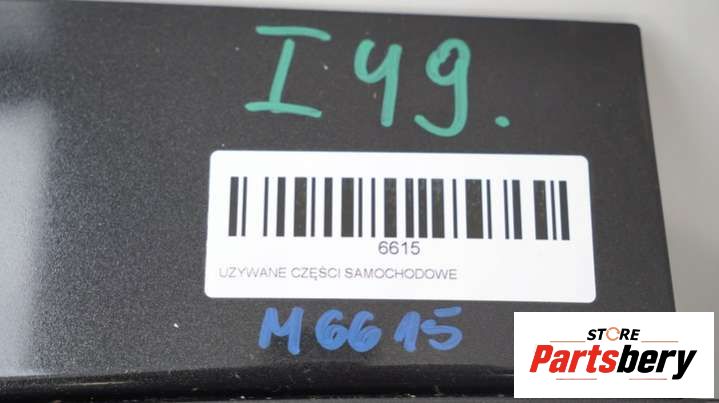 I49.
6615
UZYWANE CZĘŚCI SAMOCHODOWE
M6615
STORE
Partsbery